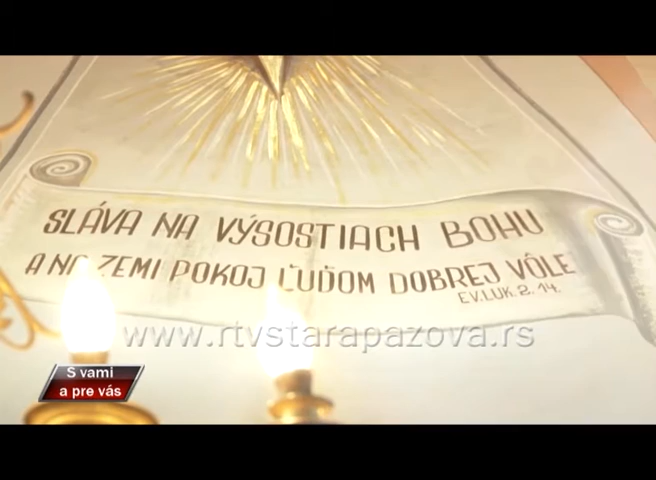 SLÁVA NA VÝSOSTIACH BOHU
A NA ZEMI POKOJ ĽUĎOM DOBREJ VÔLE
EV. LUK. 2. 14.
www.rtvstarapazova.rs
S vami
a pre vás